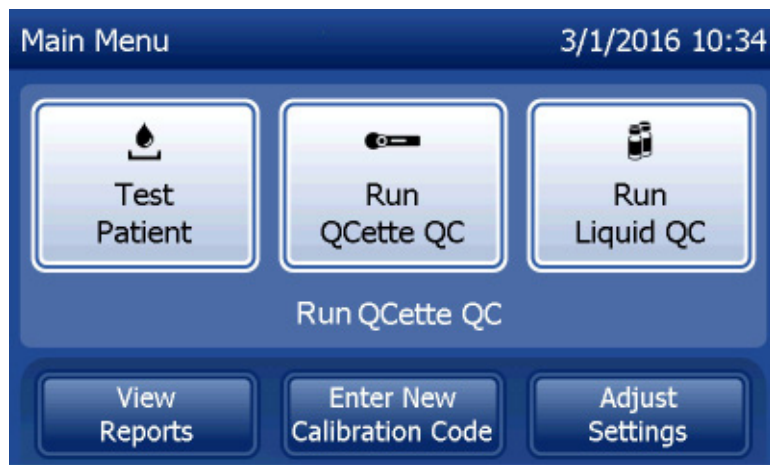 Main Menu 3/1/2016 10:34
Test
Patient
Run
QCette QC
Run
Liquid QC
Run QCette QC
View
Reports
Enter New
Calibration Code
Adjust
Settings